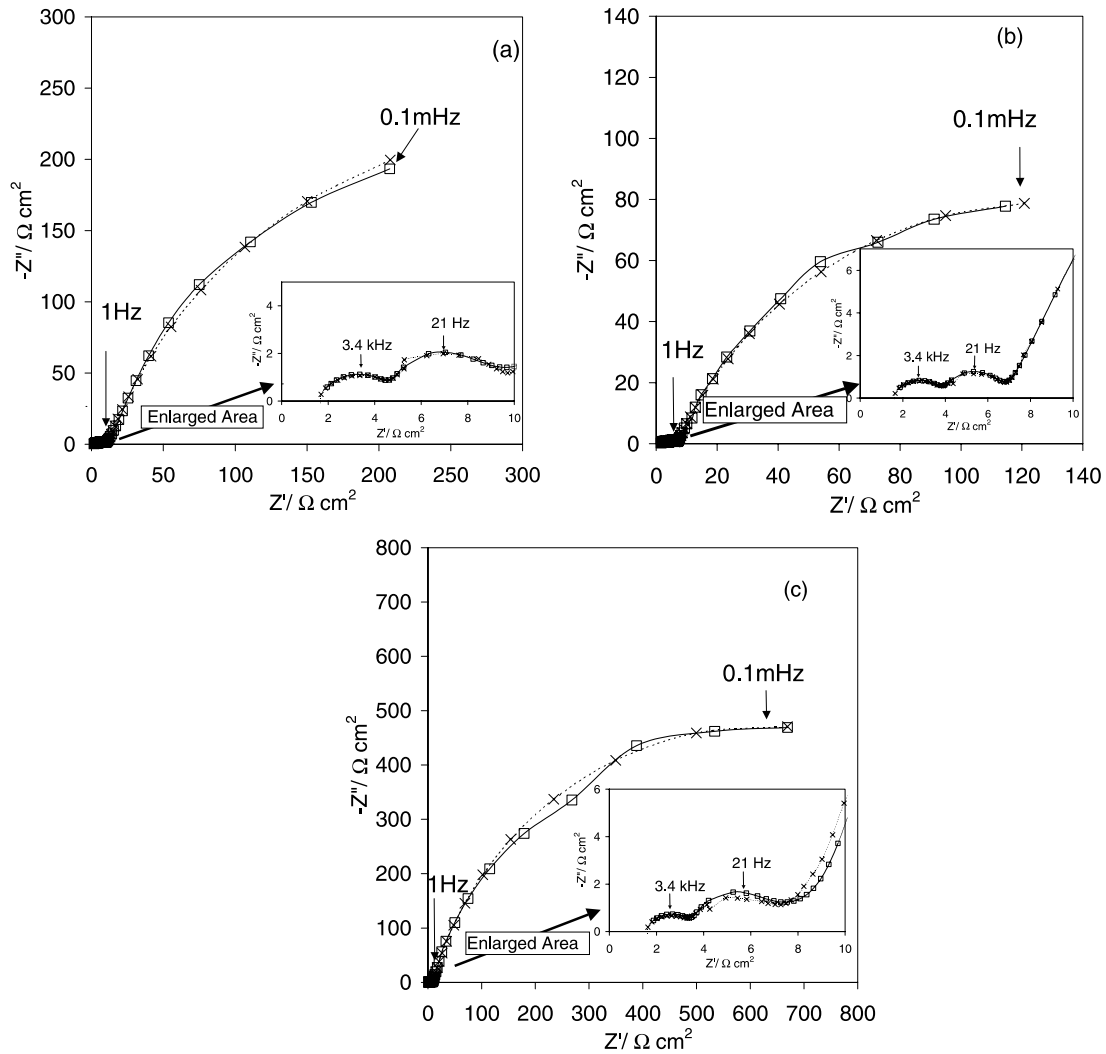 (a)
300
250
200
150
100
50
0
-Z"/ Ω cm²
0.1mHz
1Hz
Enlarged Area
0 50 100 150 200 250 300
Z'/ Ω cm²
4
2
0
-Z"/ Ω cm²
3.4 kHz
21 Hz
0 2 4 6 8 10
Z'/ Ω cm²
(b)
140
120
100
80
60
40
20
0
-Z"/ Ω cm²
0.1mHz
1Hz
Enlarged Area
0 20 40 60 80 100 120 140
Z'/ Ω cm²
6
4
2
0
-Z"/ Ω cm²
3.4 kHz
21 Hz
0 2 4 6 8 10
Z'/ Ω cm²
(c)
800
700
600
500
400
300
200
100
0
-Z"/ Ω cm²
0.1mHz
1Hz
Enlarged Area
0 100 200 300 400 500 600 700 800
Z'/ Ω cm²
6
4
2
0
-Z"/ Ω cm²
3.4 kHz
21 Hz
0 2 4 6 8 10
Z'/ Ω cm²